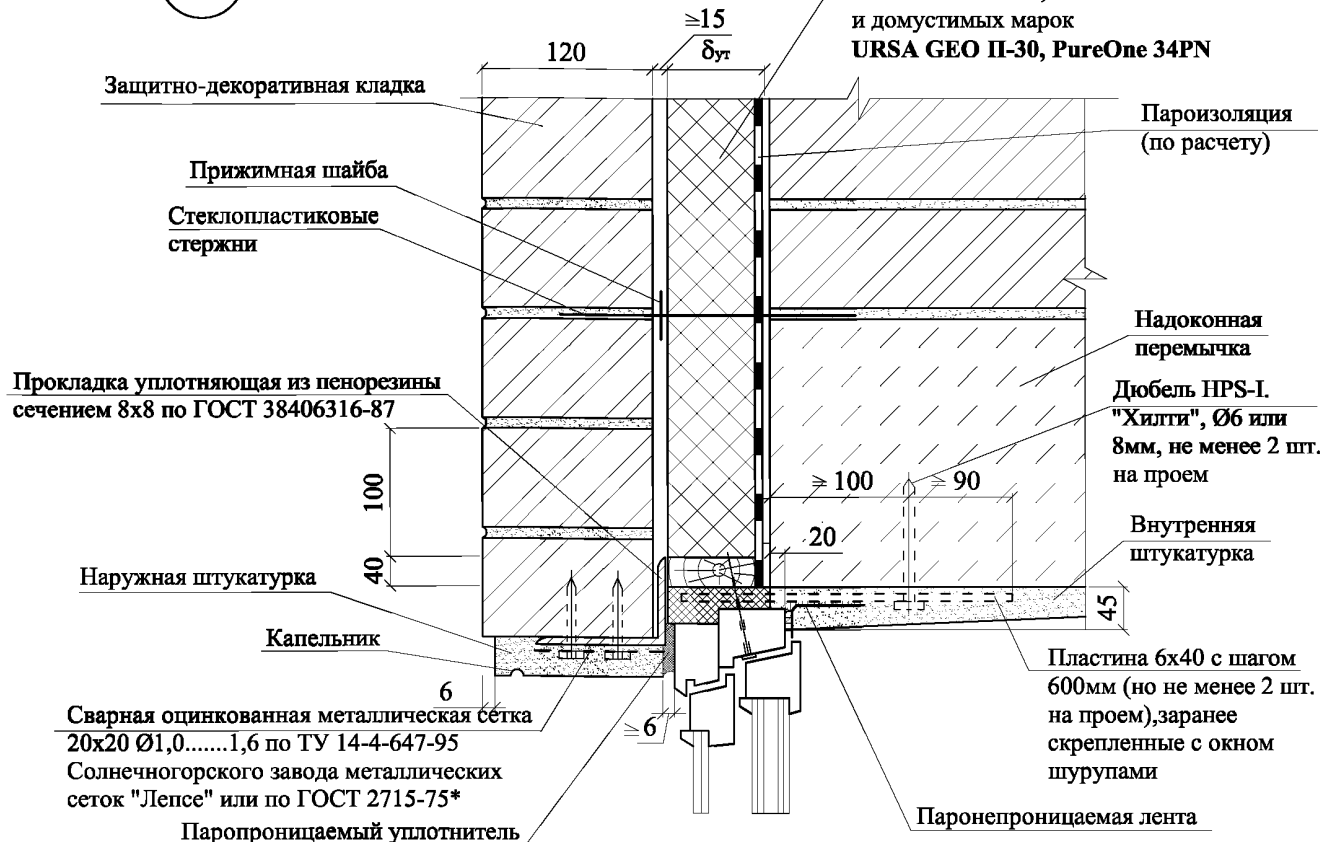 ≥15
δут
120
и домустимых марок
URSA GEO П-30, PureOne 34PN
Защитно-декоративная кладка
Пароизоляция
(по расчету)
Прижимная шайба
Стеклопластиковые
стержни
Надоконная
перемычка
Прокладка уплотняющая из пенорезины
сечением 8х8 по ГОСТ 38406316-87
Дюбель HPS-I.
"Хилти", Ø6 или
8мм, не менее 2 шт.
на проем
≥ 100
≥ 90
100
20
Внутренняя
штукатурка
40
Наружная штукатурка
45
Капельник
6
≥ 6
Пластина 6х40 с шагом
600мм (но не менее 2 шт.
на проем),заранее
скрепленные с окном
шурупами
Сварная оцинкованная металлическая сетка
20х20 Ø1,0.......1,6 по ТУ 14-4-647-95
Солнечногорского завода металлических
сеток "Лепсе" или по ГОСТ 2715-75*
Паронепроницаемая лента
Паропроницаемый уплотнитель